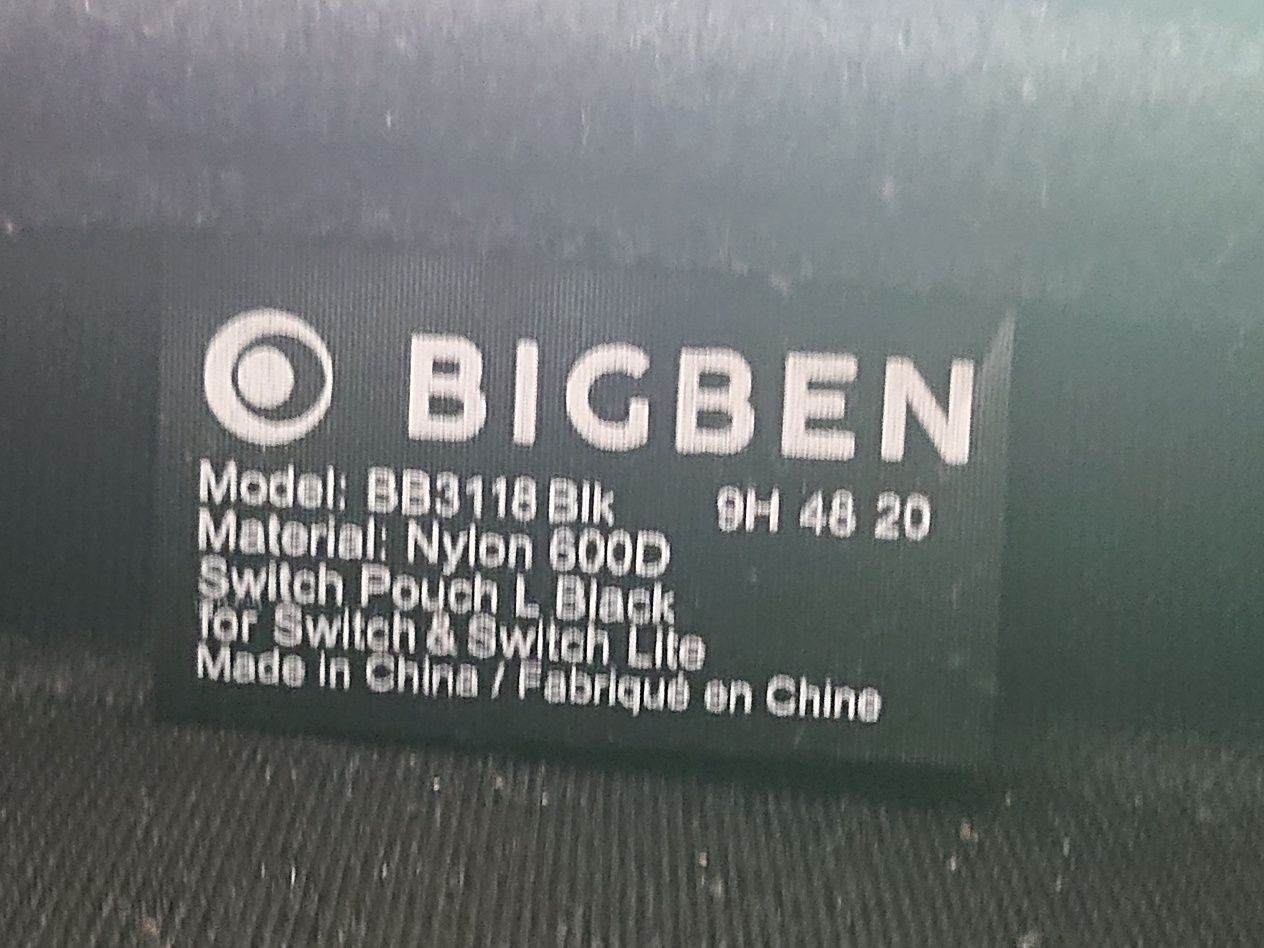 BIGBEN
Model: BB3118 Blk 9H 48 20
Material: Nylon 600D
Switch Pouch L Black
for Switch & Switch Lite
Made in China / Fabriqué en Chine